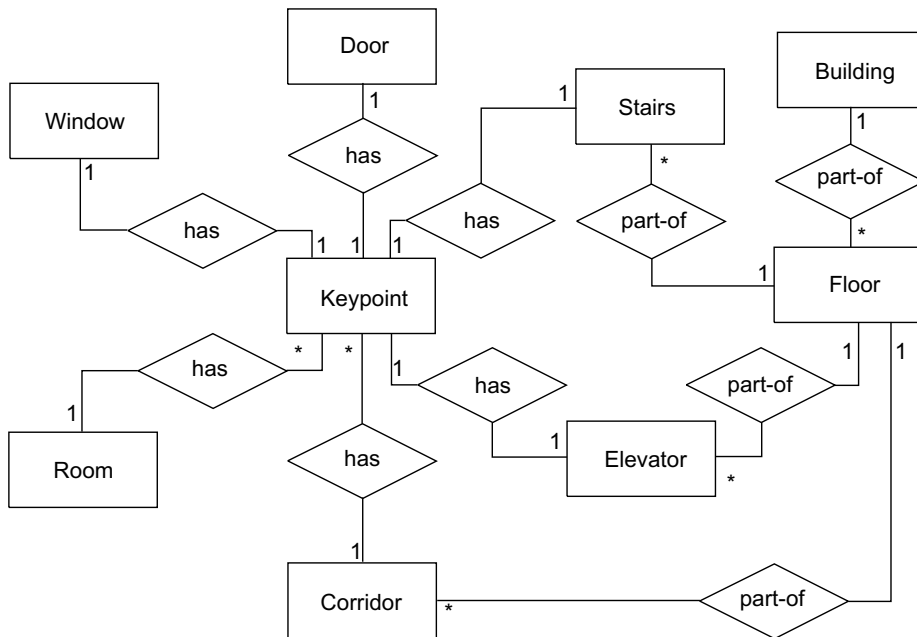 Door
Building
Window
1
Stairs
1
1
1
has
*
part-of
has
has
part-of
1
1
1
*
Keypoint
1
Floor
*
*
1
1
1
has
has
part-of
1
1
Room
has
Elevator
*
1
Corridor
*
part-of